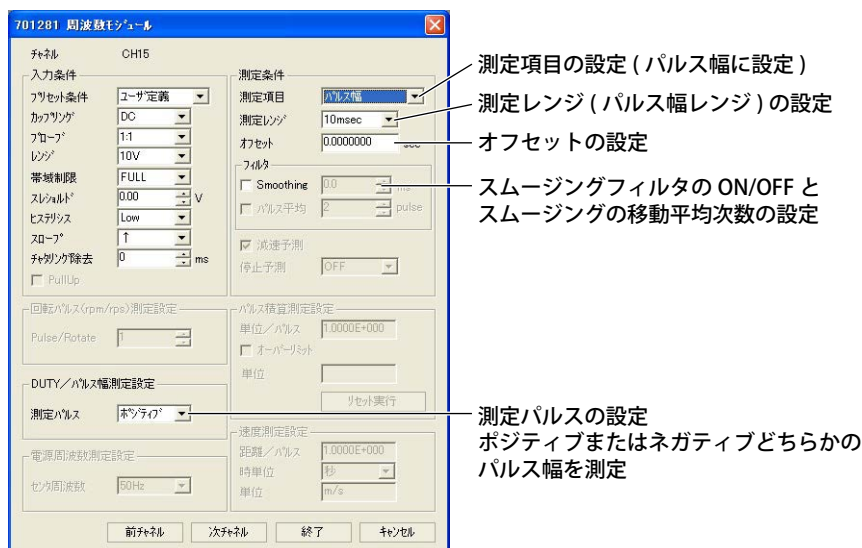 701281 周波数モジュール
チャネル CH15
入力条件
プリセット条件 ユーザ定義
カップリング DC
プローブ 1:1
レンジ 10V
帯域制限 FULL
スレショルド 0.00 V
ヒステリシス Low
スロープ ↑
チャタリング除去 0 ms
PullUp
測定条件
測定項目 パルス幅
測定レンジ 10msec
オフセット 0.0000000 sec
フィルタ
Smoothing 0.0 ms
パルス平均 2 pulse
減速予測
停止予測 OFF
回転パルス(rpm/rps)測定設定
Pulse/Rotate 1
パルス積算測定設定
単位/パルス 1.0000E+000
オーバーリミット
単位
リセット実行
DUTY/パルス幅測定設定
測定パルス ポジティブ
電源周波数測定設定
センタ周波数 50Hz
速度測定設定
距離/パルス 1.0000E+000
時単位 秒
単位 m/s
前チャネル 次チャネル 終了 キャンセル
測定項目の設定 ( パルス幅に設定 )
測定レンジ ( パルス幅レンジ ) の設定
オフセットの設定
スムージングフィルタの ON/OFF と
スムージングの移動平均次数の設定
測定パルスの設定
ポジティブまたはネガティブどちらかの
パルス幅を測定